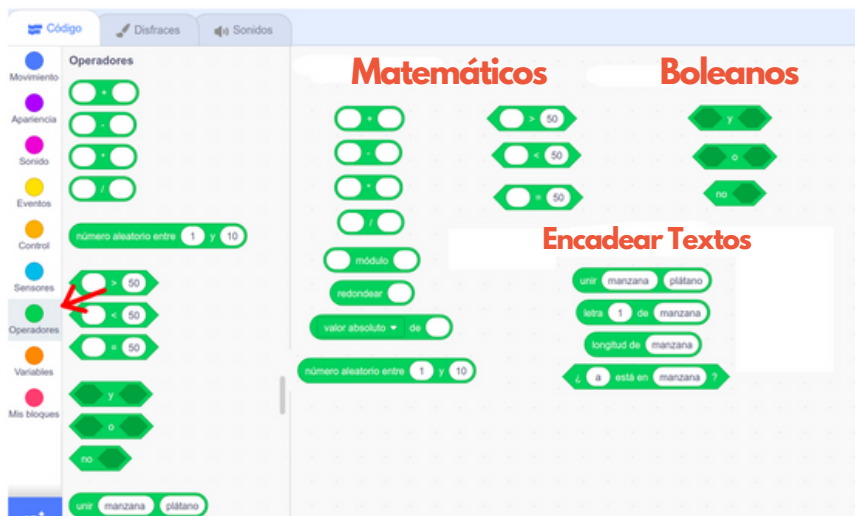 Código
Disfraces
Sonidos
Movimiento
Apariencia
Sonido
Eventos
Control
Sensores
Operadores
Variables
Mis bloques
Operadores
+
-
*
/
número aleatorio entre 1 y 10
> 50
< 50
= 50
y
o
no
unir manzana plátano
Matemáticos
+
-
*
/
módulo
redondear
valor absoluto de
número aleatorio entre 1 y 10
> 50
< 50
= 50
Boleanos
y
o
no
Encadear Textos
unir manzana plátano
letra 1 de manzana
longitud de manzana
¿ a está en manzana ?